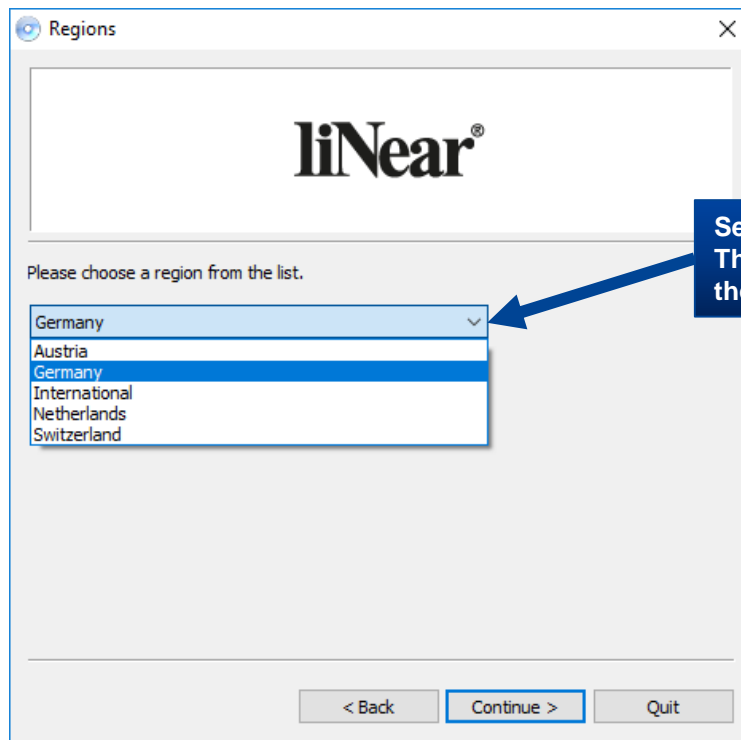 Regions
liNear®
Se
Th
the
Please choose a region from the list.
Germany
Austria
Germany
International
Netherlands
Switzerland
< Back
Continue >
Quit